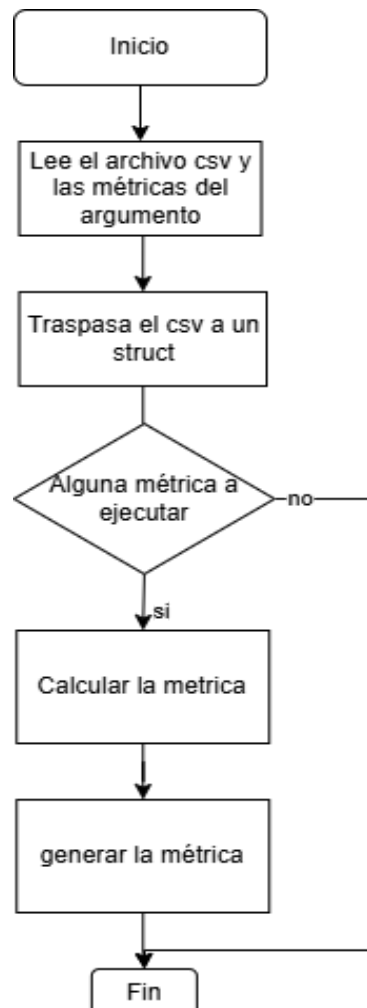 Inicio
Lee el archivo csv y
las métricas del
argumento
Traspasa el csv a un
struct
Alguna métrica a
ejecutar
no
si
Calcular la metrica
generar la métrica
Fin